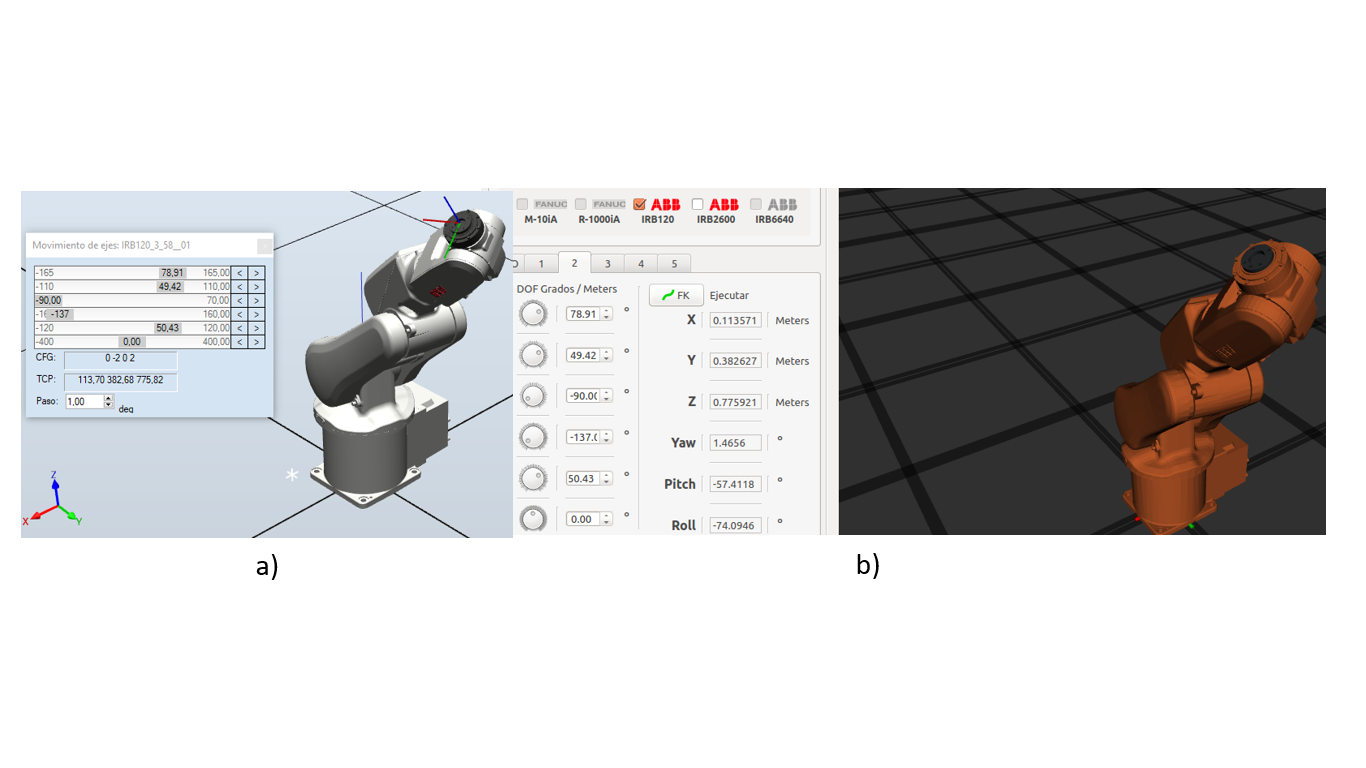 Movimiento de ejes: IRB120_3_58__01
-165 78,91 165,00 < >
-110 49,42 110,00 < >
-90,00 70,00 < >
-16 -137 160,00 < >
-120 50,43 120,00 < >
-400 0,00 400,00 < >
CFG: 0 -2 0 2
TCP: 113,70 382,68 775,82
Paso: 1,00 deg
Z
X Y
FANUC FANUC ABB ABB ABB
M-10iA R-1000iA IRB120 IRB2600 IRB6640
1 2 3 4 5
DOF Grados / Meters
78.91 °
49.42 °
-90.00 °
-137.( °
50.43 °
0.00 °
FK Ejecutar
X 0.113571 Meters
Y 0.382627 Meters
Z 0.775921 Meters
Yaw 1.4656 °
Pitch -57.4118 °
Roll -74.0946 °
a)
b)